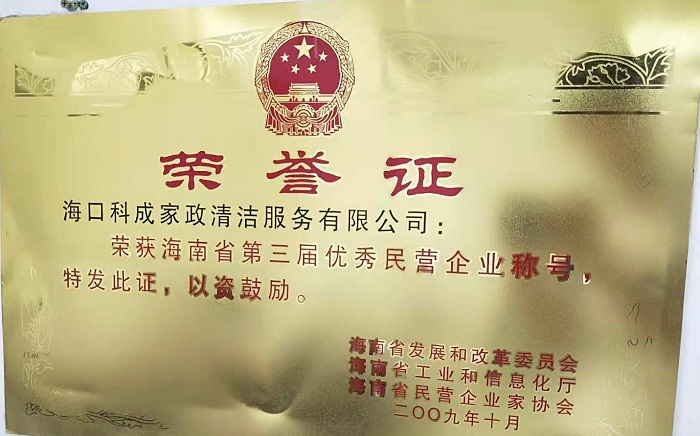 荣誉证
海口科成家政清洁服务有限公司：
荣获海南省第三届优秀民营企业称号，
特发此证，以资鼓励。
海南省发展和改革委员会
海南省工业和信息化厅
海南省民营企业家协会
二〇〇九年十月